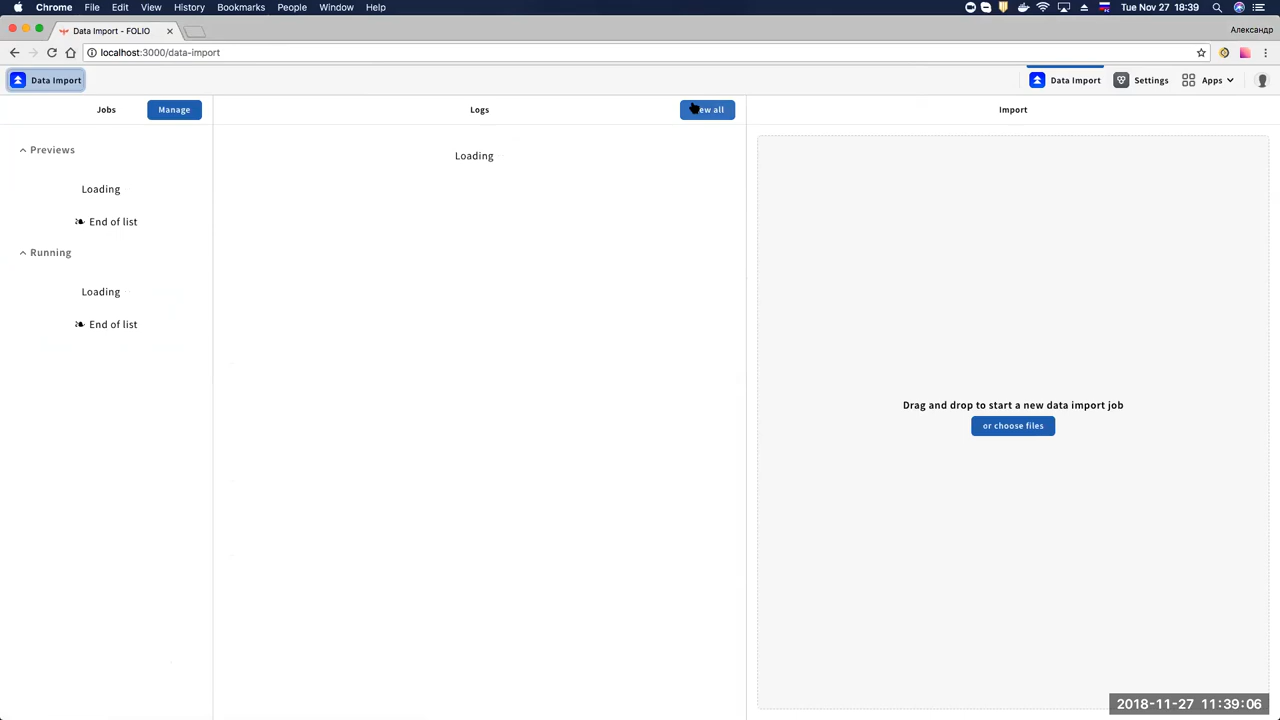 Chrome File Edit View History Bookmarks People Window Help
Tue Nov 27 18:39
Data Import - FOLIO
Александр
localhost:3000/data-import
Data Import
Data Import Settings Apps
Jobs Manage Logs all Import
Previews
Loading
Loading
End of list
Running
Loading
End of list
Drag and drop to start a new data import job
or choose files
2018-11-27 11:39:06